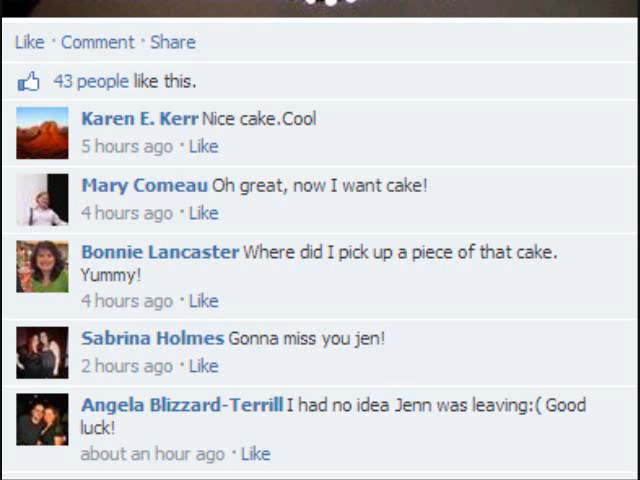 Like · Comment · Share
43 people like this.
Karen E. Kerr Nice cake.Cool
5 hours ago · Like
Mary Comeau Oh great, now I want cake!
4 hours ago · Like
Bonnie Lancaster Where did I pick up a piece of that cake.
Yummy!
4 hours ago · Like
Sabrina Holmes Gonna miss you jen!
2 hours ago · Like
Angela Blizzard-Terrill I had no idea Jenn was leaving:( Good
luck!
about an hour ago · Like